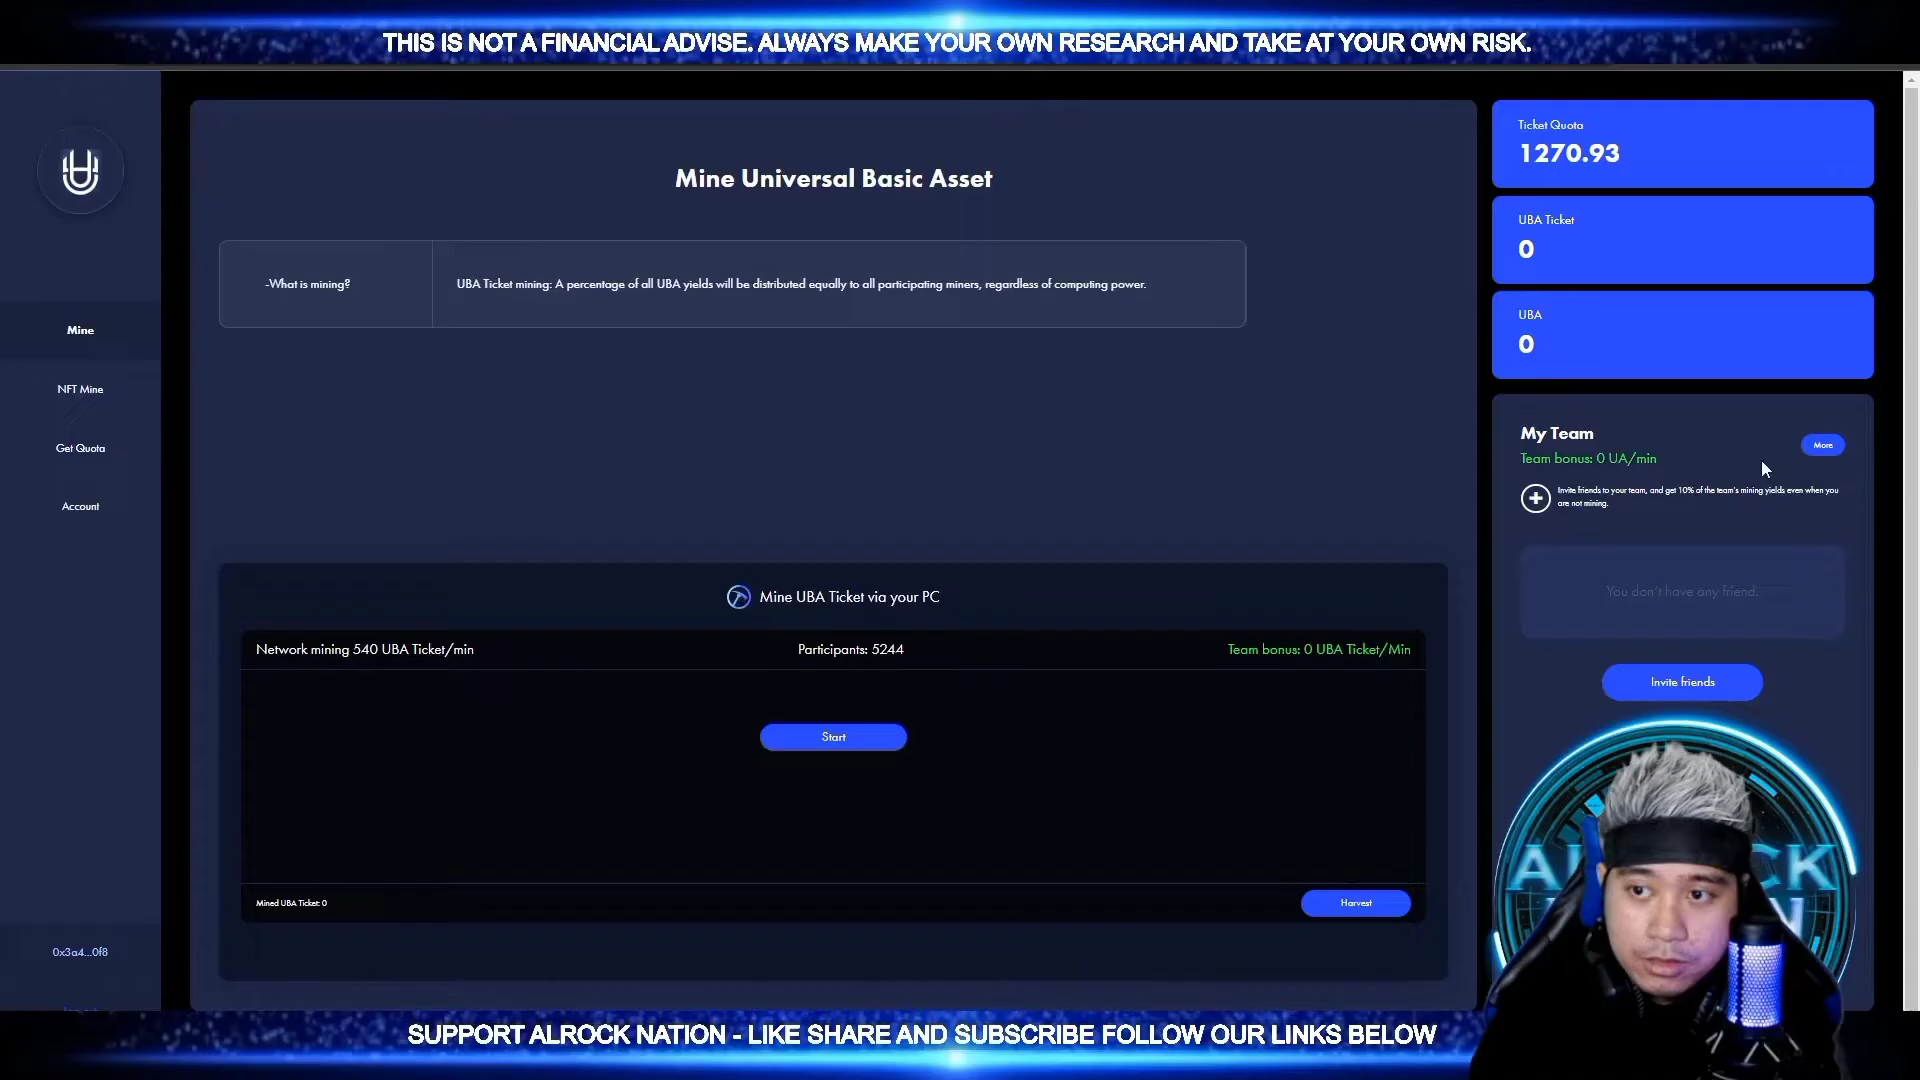 THIS IS NOT A FINANCIAL ADVISE. ALWAYS MAKE YOUR OWN RESEARCH AND TAKE AT YOUR OWN RISK.
Mine
NFT Mine
Get Quota
Account
0x3a4...0f8
Mine Universal Basic Asset
-What is mining?
UBA Ticket mining: A percentage of all UBA yields will be distributed equally to all participating miners, regardless of computing power.
Mine UBA Ticket via your PC
Network mining 540 UBA Ticket/min
Participants: 5244
Team bonus: 0 UBA Ticket/Min
Start
Mined UBA Ticket: 0
Harvest
Ticket Quota
1270.93
UBA Ticket
0
UBA
0
My Team
More
Team bonus: 0 UA/min
Invite friends to your team, and get 10% of the team's mining yields even when you
are not mining.
You don't have any friend.
Invite friends
SUPPORT ALROCK NATION - LIKE SHARE AND SUBSCRIBE FOLLOW OUR LINKS BELOW